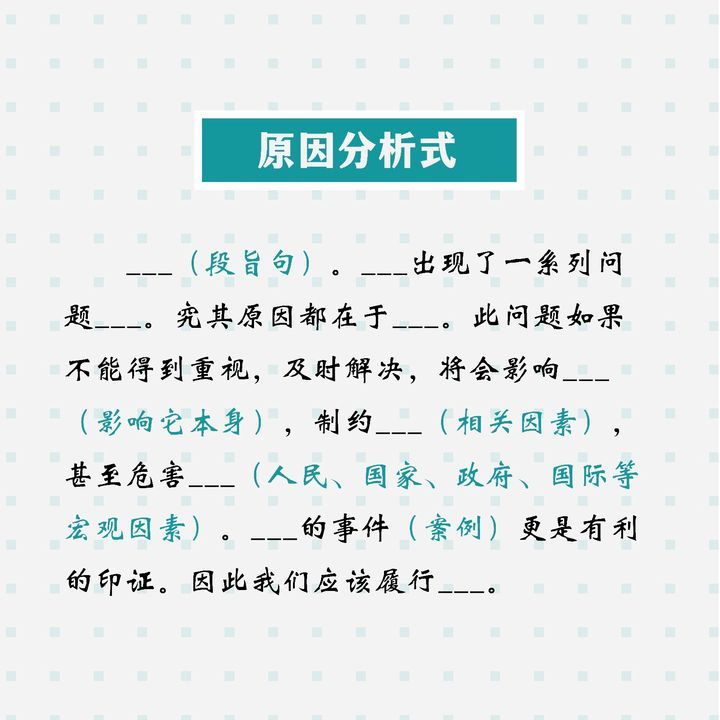 原因分析式
___（段旨句）。___出现了一系列问
题___。究其原因都在于___。此问题如果
不能得到重视，及时解决，将会影响___
（影响它本身），制约___（相关因素），
甚至危害___（人民、国家、政府、国际等
宏观因素）。___的事件（案例）更是有利
的印证。因此我们应该履行___。